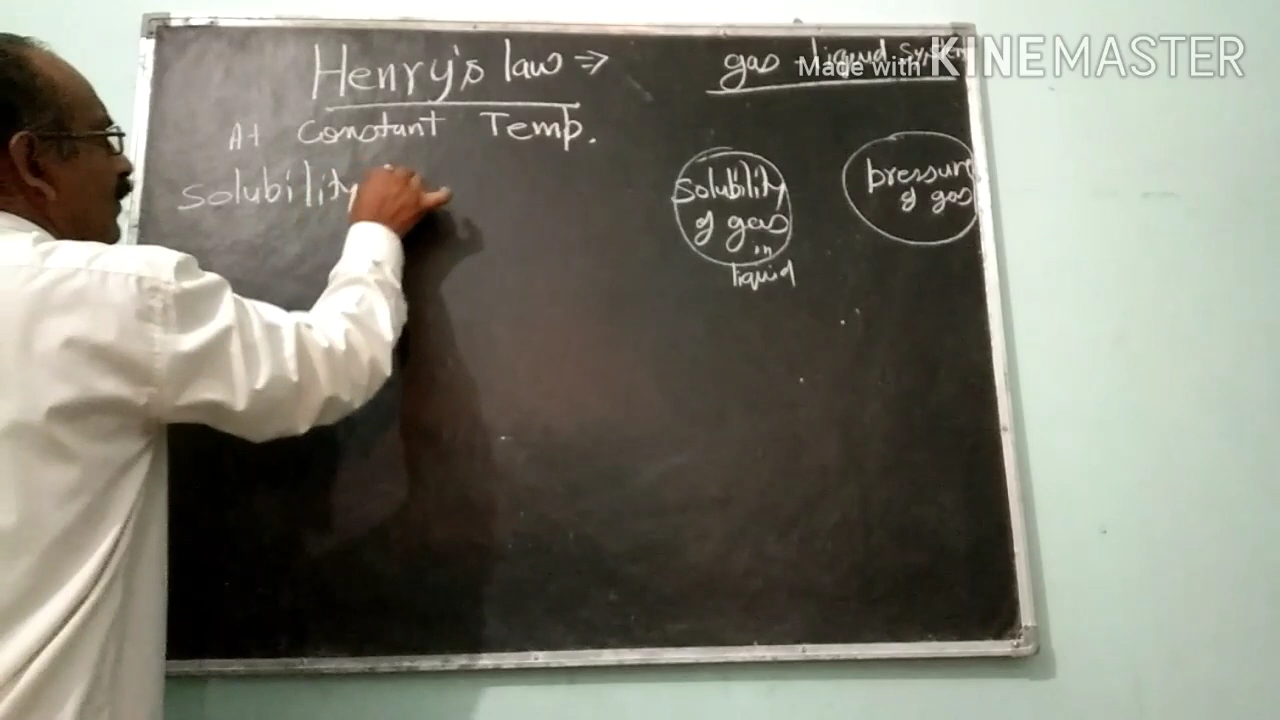 Henry's law ⇒
gas - liquid system
Made with KINEMASTER
At Constant Temp.
Solubility
Solubility
of gas
in
liquid
pressure
of gas